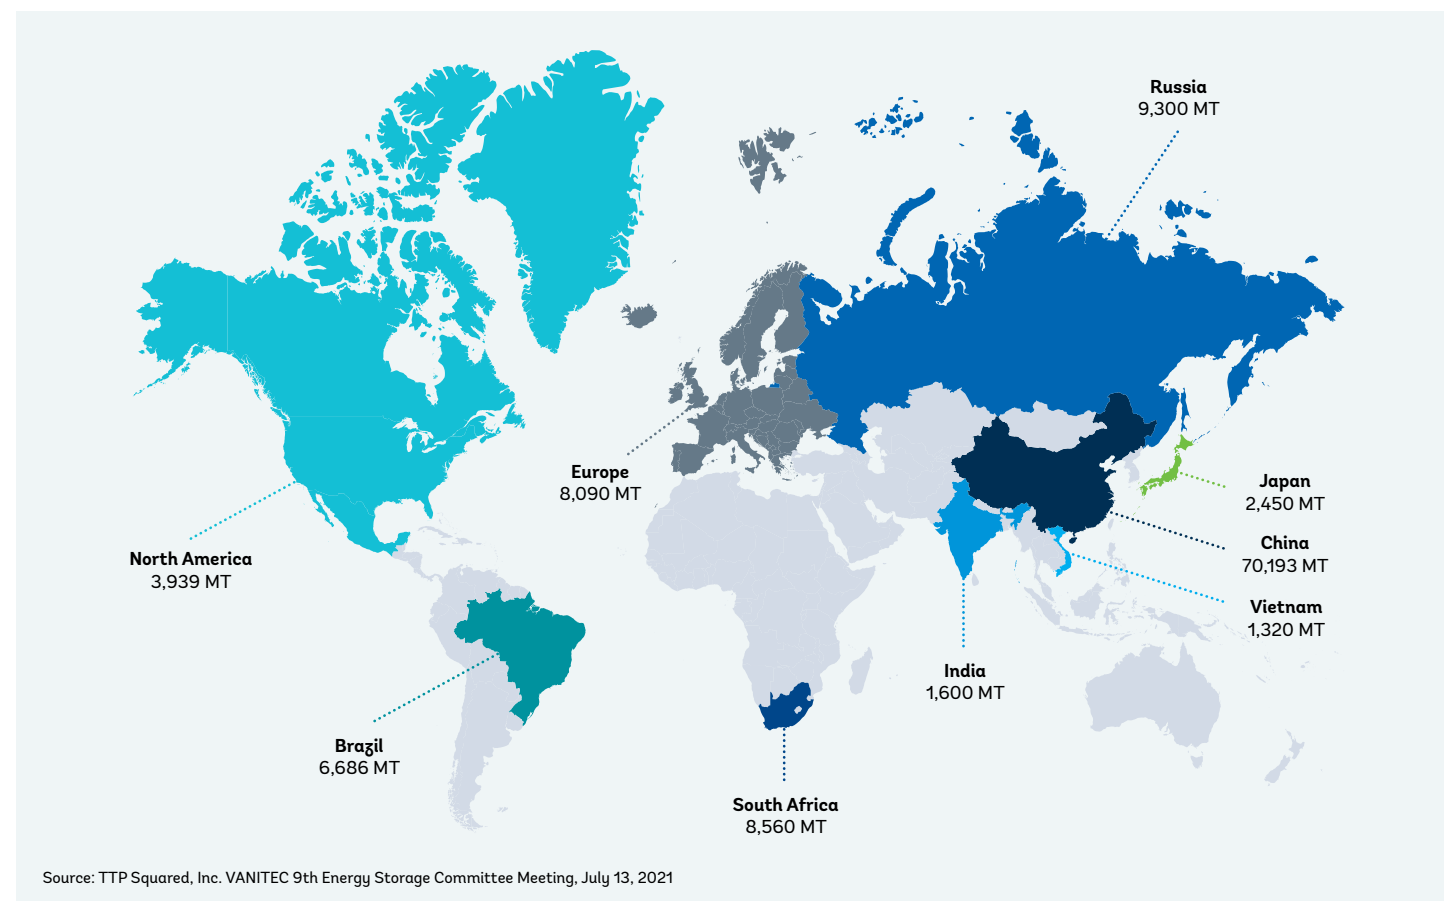 Russia
9,300 MT
Europe
8,090 MT
Japan
2,450 MT
China
70,193 MT
North America
3,939 MT
Vietnam
1,320 MT
India
1,600 MT
Brazil
6,686 MT
South Africa
8,560 MT
Source: TTP Squared, Inc. VANITEC 9th Energy Storage Committee Meeting, July 13, 2021